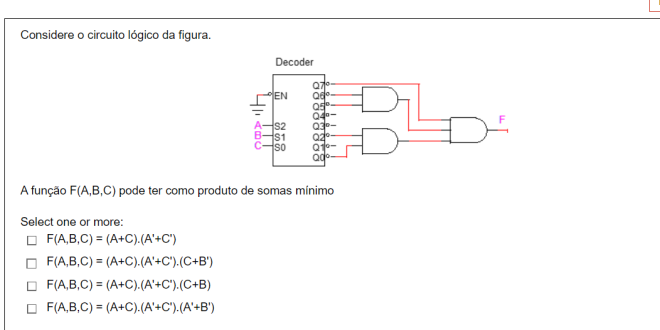 Considere o circuito lógico da figura.
Decoder
EN
Q7
Q6
Q5
Q4
A S2 Q3
B S1 Q2
C S0 Q1
Q0
F
A função F(A,B,C) pode ter como produto de somas mínimo
Select one or more:
F(A,B,C) = (A+C).(A'+C')
F(A,B,C) = (A+C).(A'+C').(C+B')
F(A,B,C) = (A+C).(A'+C').(C+B)
F(A,B,C) = (A+C).(A'+C').(A'+B')